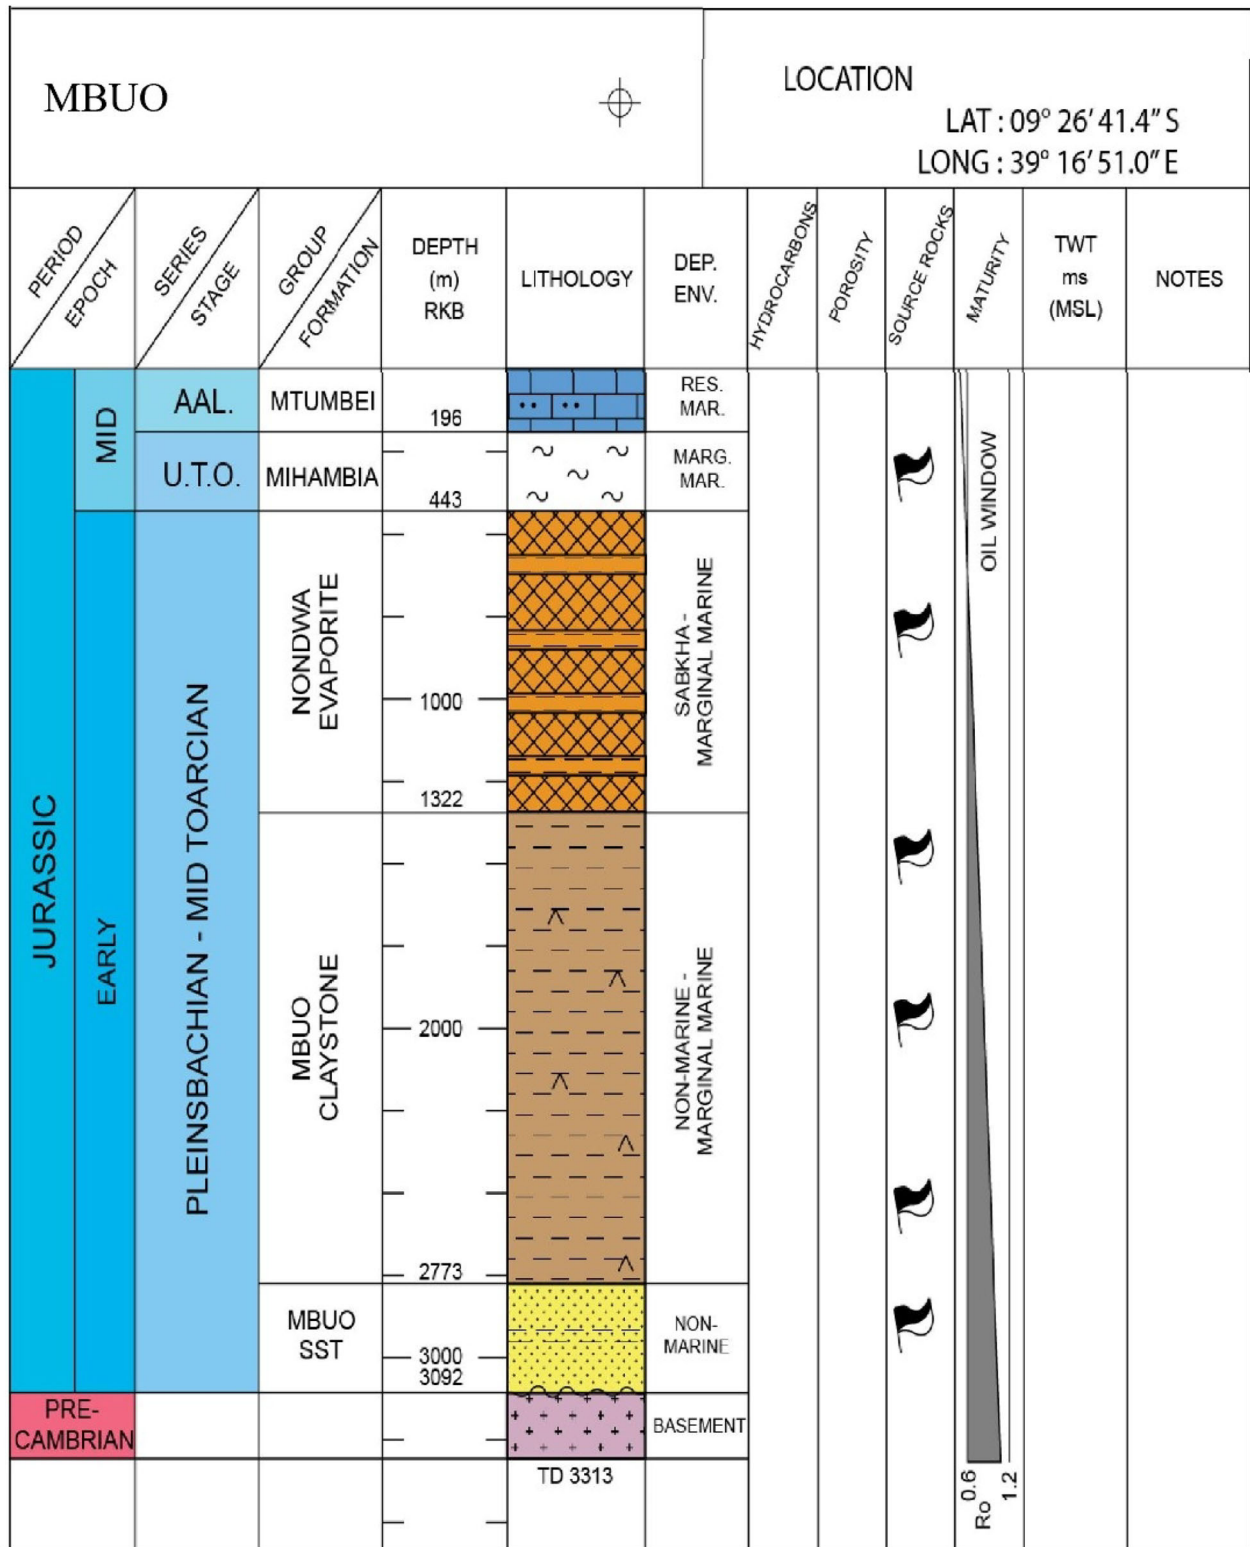 MBUO
LOCATION
LAT : 09° 26' 41.4" S
LONG : 39° 16' 51.0" E
PERIOD
EPOCH
SERIES
STAGE
GROUP
FORMATION
DEPTH
(m)
RKB
LITHOLOGY
DEP.
ENV.
HYDROCARBONS
POROSITY
SOURCE ROCKS
MATURITY
TWT
ms
(MSL)
NOTES
JURASSIC
MID
AAL.
MTUMBEI
196
RES.
MAR.
U.T.O.
MIHAMBIA
443
MARG.
MAR.
OIL WINDOW
EARLY
PLEINSBACHIAN - MID TOARCIAN
NONDWA
EVAPORITE
1000
1322
SABKHA -
MARGINAL MARINE
MBUO
CLAYSTONE
2000
2773
NON-MARINE -
MARGINAL MARINE
MBUO
SST
3000
3092
NON-
MARINE
PRE-
CAMBRIAN
BASEMENT
TD 3313
Ro
0.6
1.2